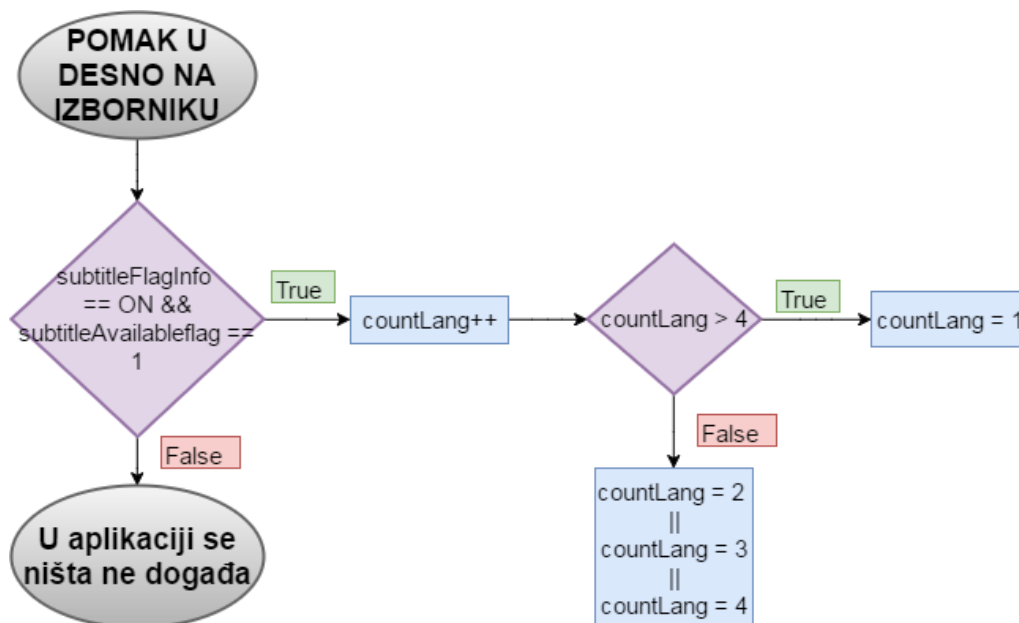 POMAK U
DESNO NA
IZBORNIKU
subtitleFlagInfo
== ON &&
subtitleAvailableflag ==
1
True
countLang++
countLang > 4
True
countLang = 1
False
U aplikaciji se
ništa ne događa
False
countLang = 2
||
countLang = 3
||
countLang = 4